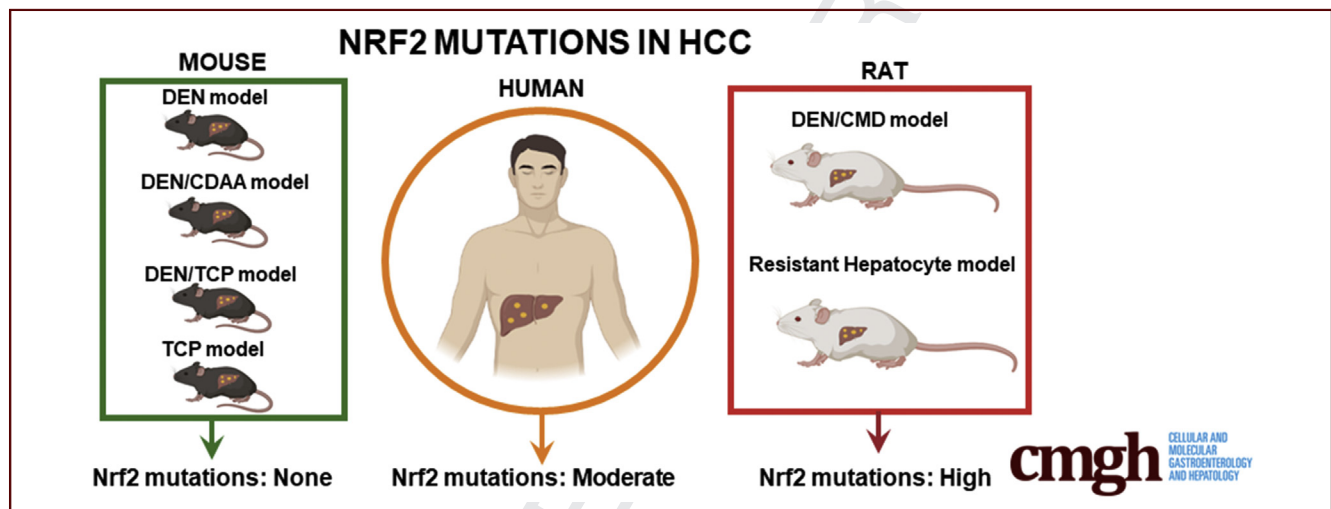 NRF2 MUTATIONS IN HCC
MOUSE
DEN model
DEN/CDAA model
DEN/TCP model
TCP model
Nrf2 mutations: None
HUMAN
Nrf2 mutations: Moderate
RAT
DEN/CMD model
Resistant Hepatocyte model
Nrf2 mutations: High
cmgh
CELLULAR AND
MOLECULAR
GASTROENTEROLOGY
AND HEPATOLOGY